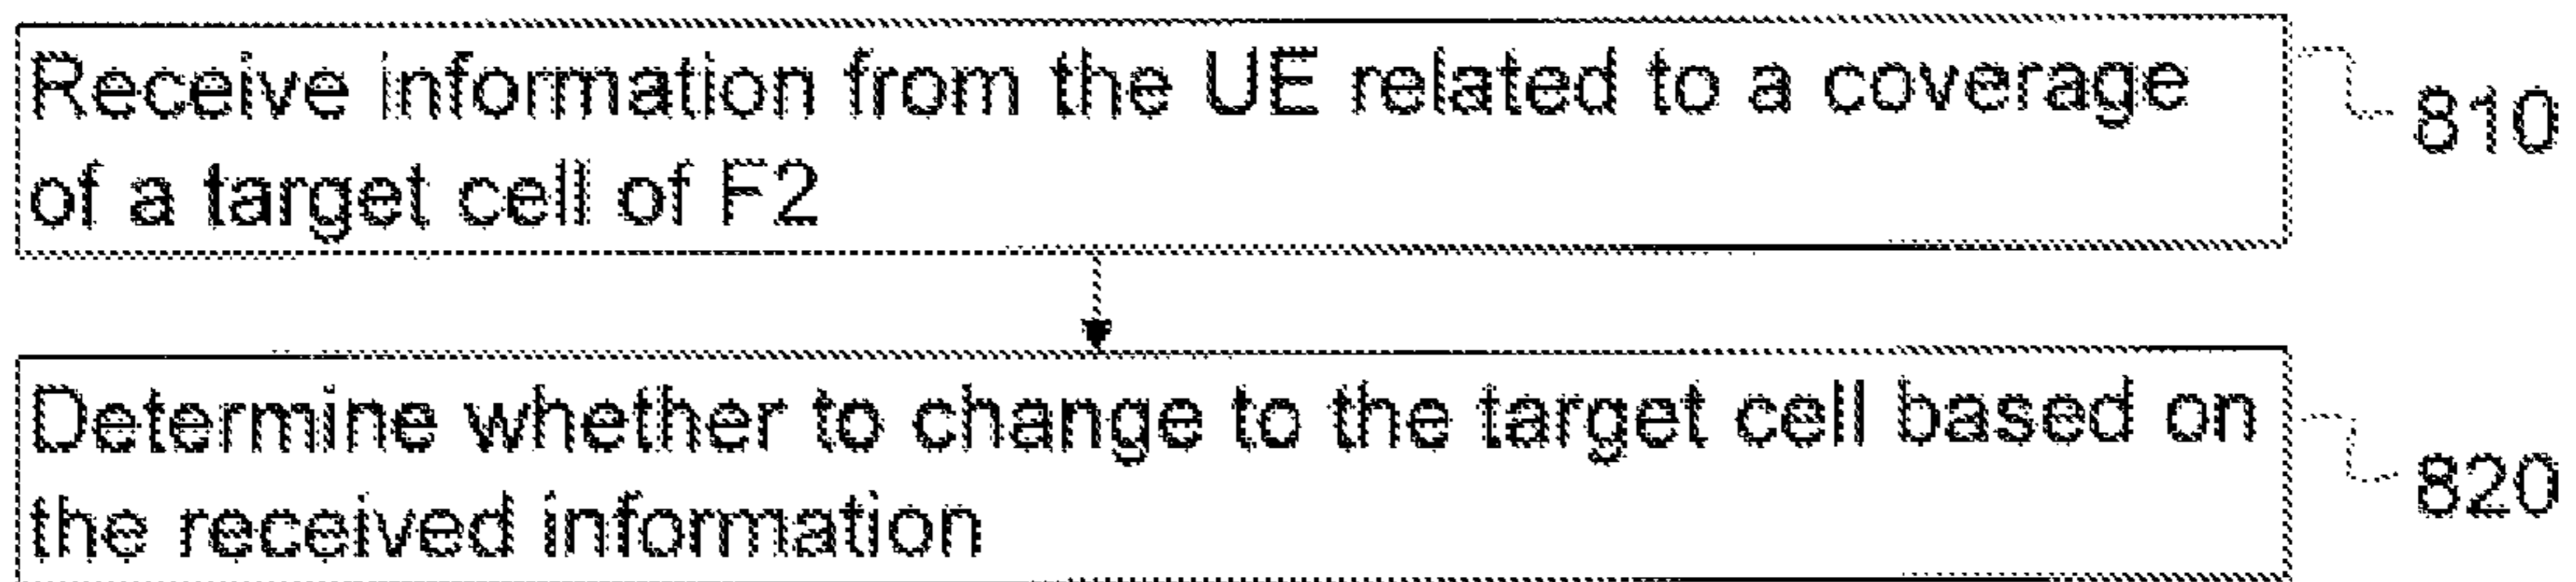 Receive information from the UE related to a coverage
of a target cell of F2
810
Determine whether to change to the target cell based on
the received information
820